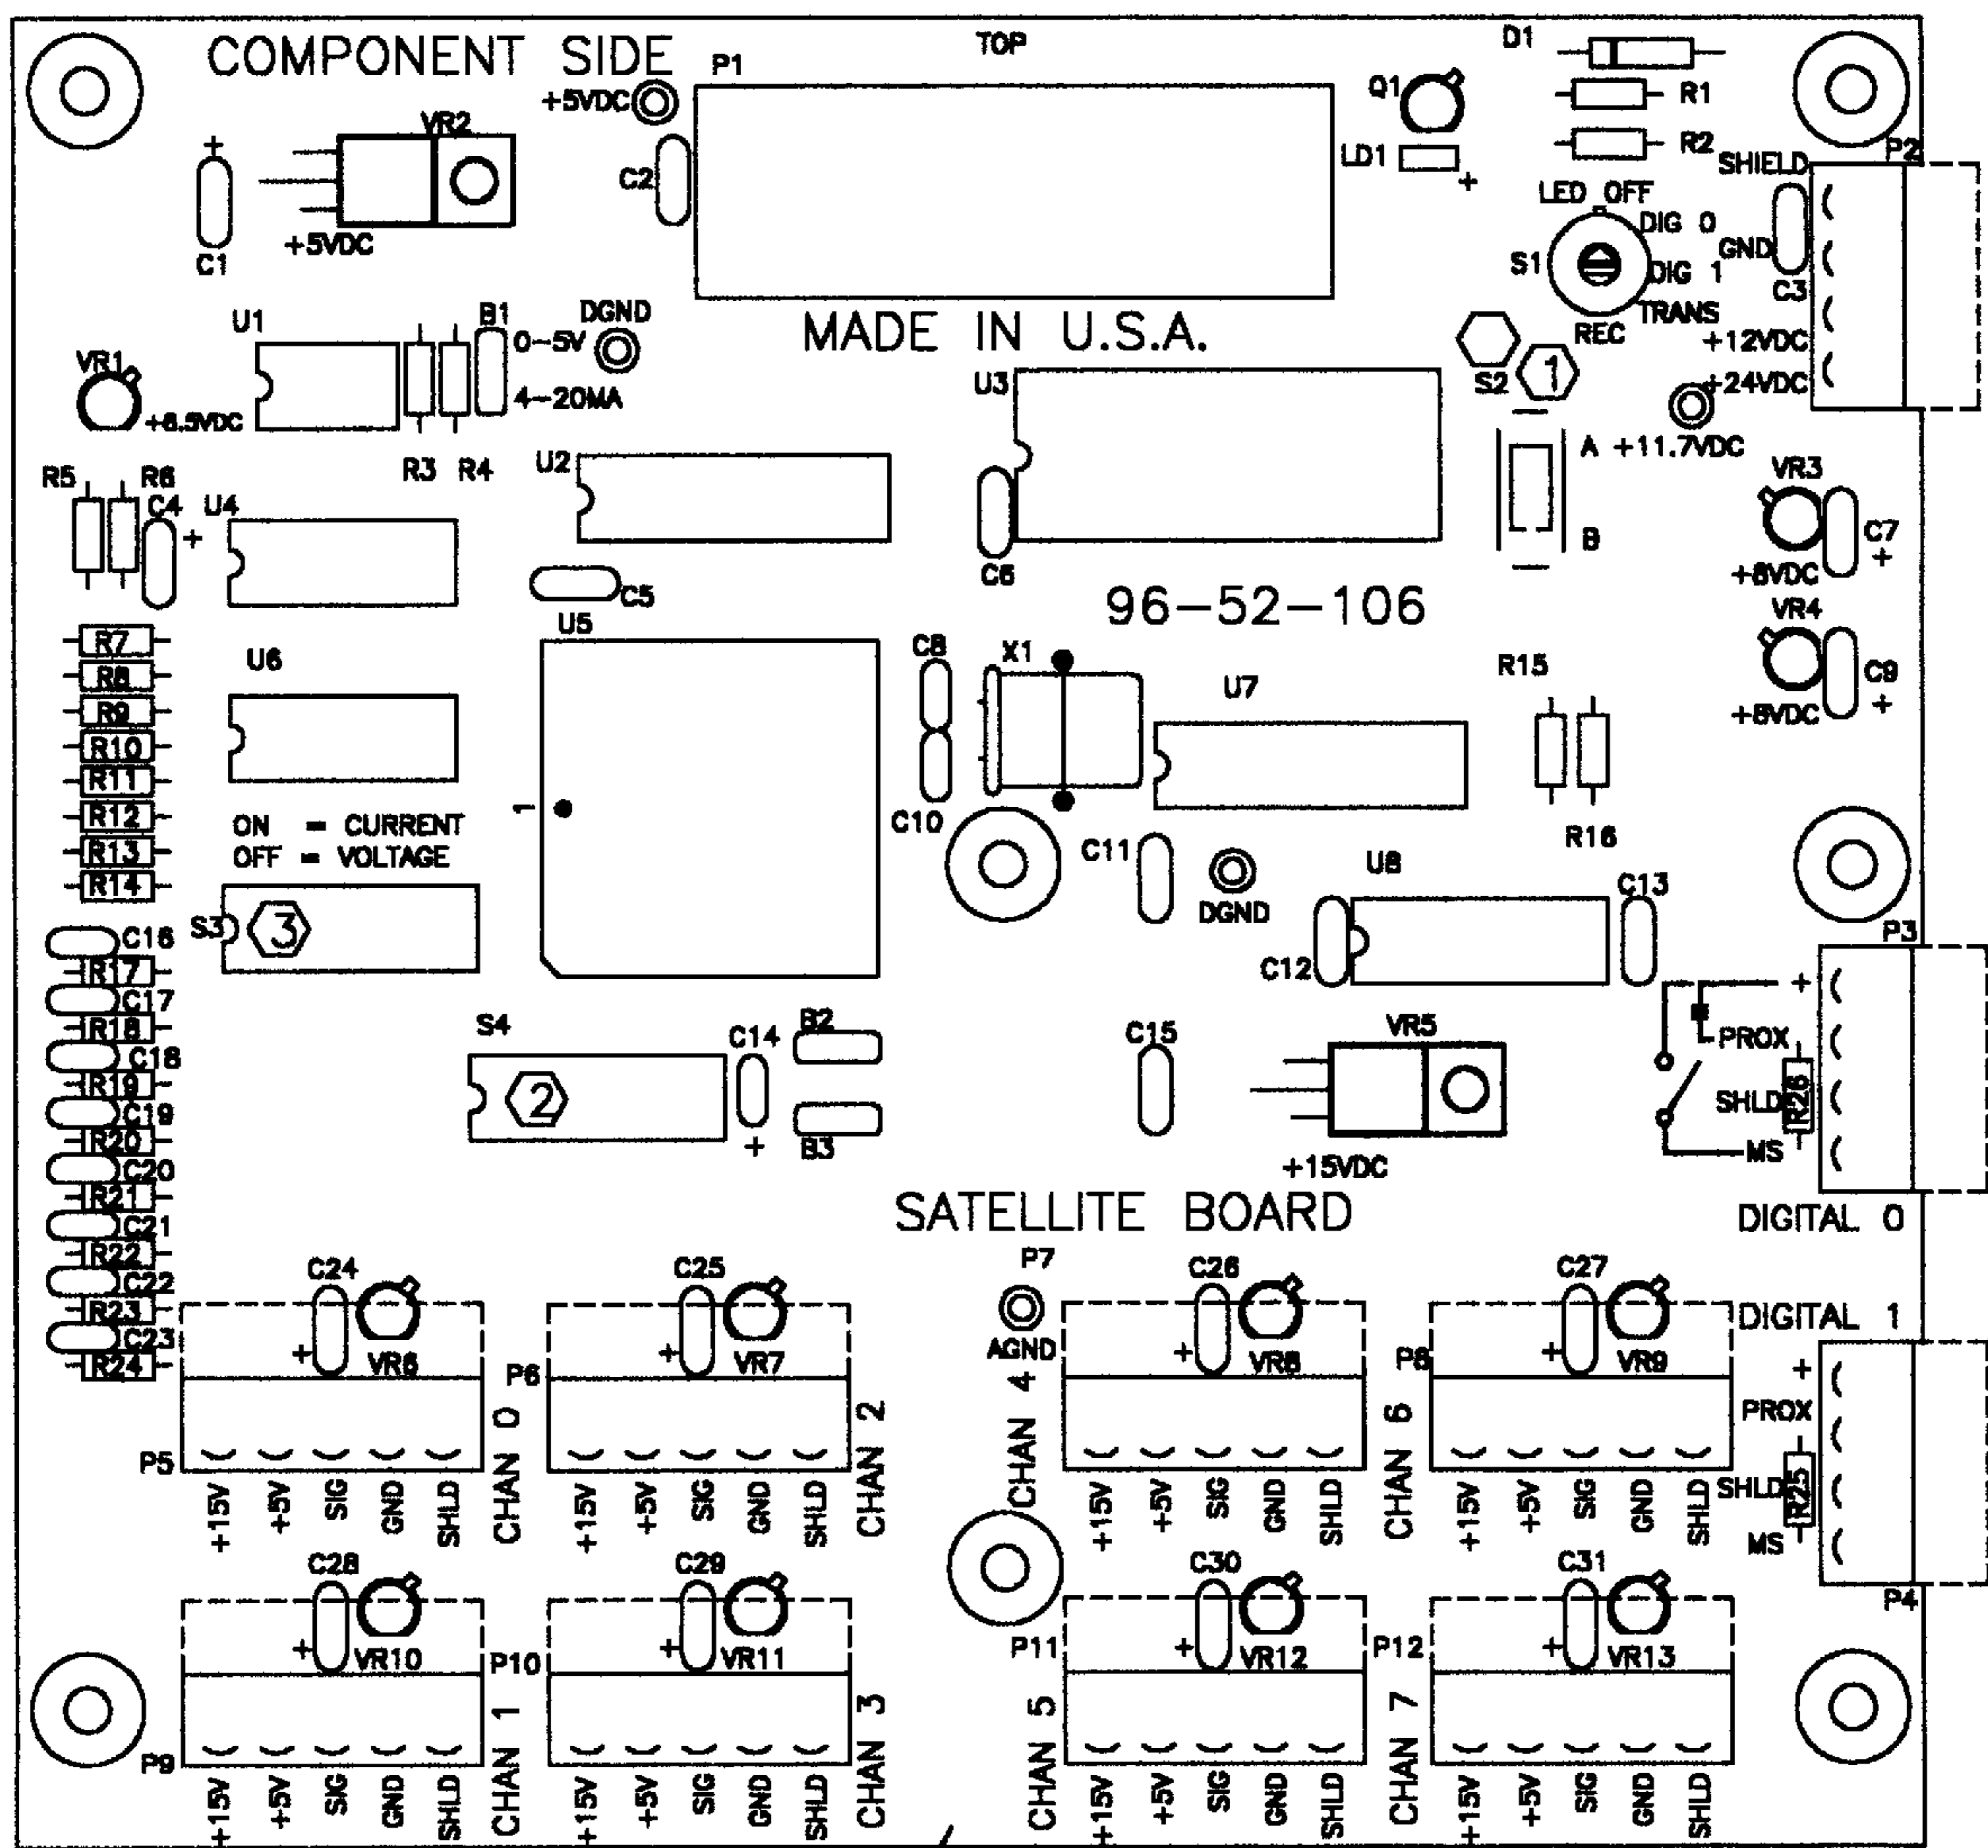 COMPONENT SIDE
TOP
D1
P1
+5VDC
Q1
R1
VR2
LD1
R2
P2
+
C2
+
SHIELD
LED OFF
DIG 0
GND
S1
DIG 1
+5VDC
C1
C3
TRANS
REC
+12VDC
U1
B1
DGND
0-5V
MADE IN U.S.A.
VR1
4-20MA
U3
S2
1
+24VDC
+6.5VDC
R3
R4
U2
A
+11.7VDC
VR3
R5
R6
C4
U4
+
B
C7
+
C6
+8VDC
C5
96-52-106
VR4
U5
R7
U6
C8
X1
R15
C9
+
R8
U7
+8VDC
R9
R10
R11
1
R12
ON = CURRENT
C10
R16
R13
OFF = VOLTAGE
C11
U8
R14
C13
DGND
S3
3
P3
C16
C12
R17
+
C17
R18
S4
C14
B2
C15
VR5
PROX
C18
R19
2
SHLD
R26
C19
R20
+
B3
MS
C20
+15VDC
R21
SATELLITE BOARD
DIGITAL 0
C21
R22
P7
C24
C25
C26
C27
C22
R23
DIGITAL 1
C23
AGND
R24
+
VR6
P6
+
VR7
+
VR8
P8
+
VR9
+
PROX
P5
CHAN 0
CHAN 2
CHAN 4
CHAN 6
SHLD
R25
+15V
+5V
SIG
GND
SHLD
+15V
+5V
SIG
GND
SHLD
+15V
+5V
SIG
GND
SHLD
+15V
+5V
SIG
GND
SHLD
MS
C28
C29
C30
C31
P4
+
VR10
P10
+
VR11
P11
+
VR12
P12
+
VR13
P9
CHAN 1
CHAN 3
CHAN 5
CHAN 7
+15V
+5V
SIG
GND
SHLD
+15V
+5V
SIG
GND
SHLD
+15V
+5V
SIG
GND
SHLD
+15V
+5V
SIG
GND
SHLD